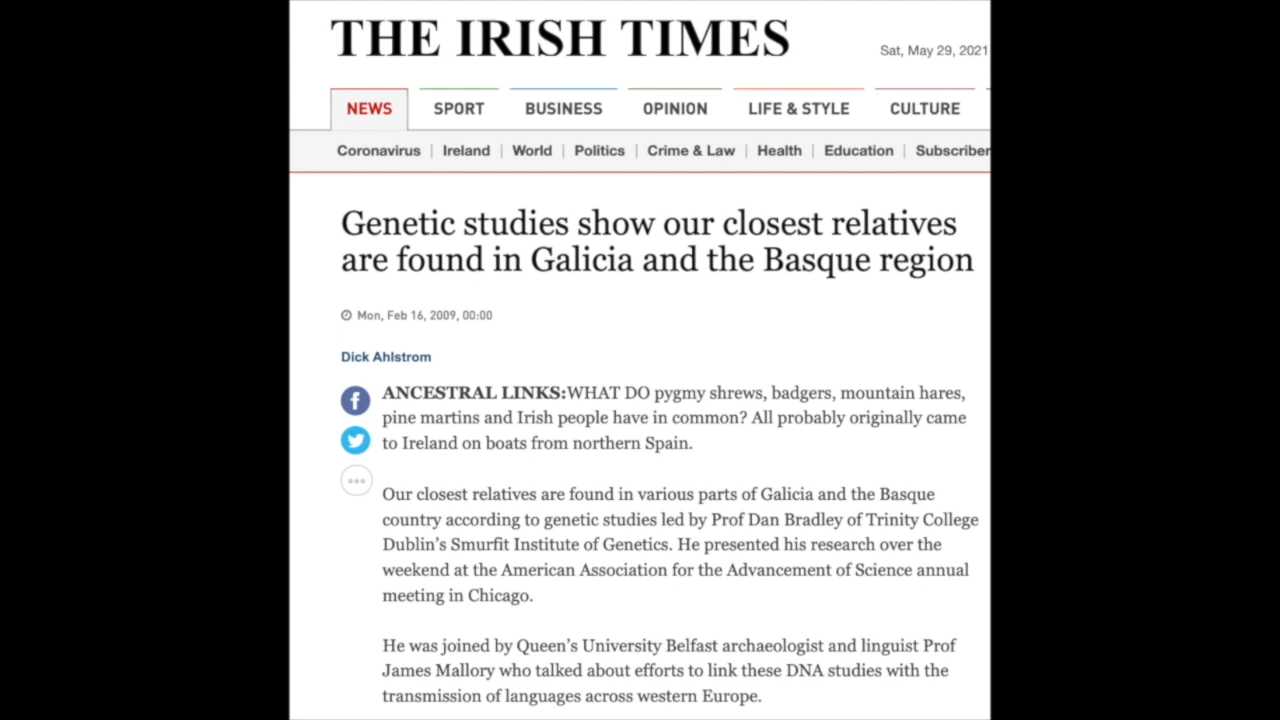 THE IRISH TIMES
Sat, May 29, 2021
NEWS SPORT BUSINESS OPINION LIFE & STYLE CULTURE
Coronavirus | Ireland | World | Politics | Crime & Law | Health | Education | Subscriber
Genetic studies show our closest relatives
are found in Galicia and the Basque region
Mon, Feb 16, 2009, 00:00
Dick Ahlstrom
ANCESTRAL LINKS:WHAT DO pygmy shrews, badgers, mountain hares,
pine martins and Irish people have in common? All probably originally came
to Ireland on boats from northern Spain.
Our closest relatives are found in various parts of Galicia and the Basque
country according to genetic studies led by Prof Dan Bradley of Trinity College
Dublin's Smurfit Institute of Genetics. He presented his research over the
weekend at the American Association for the Advancement of Science annual
meeting in Chicago.
He was joined by Queen's University Belfast archaeologist and linguist Prof
James Mallory who talked about efforts to link these DNA studies with the
transmission of languages across western Europe.